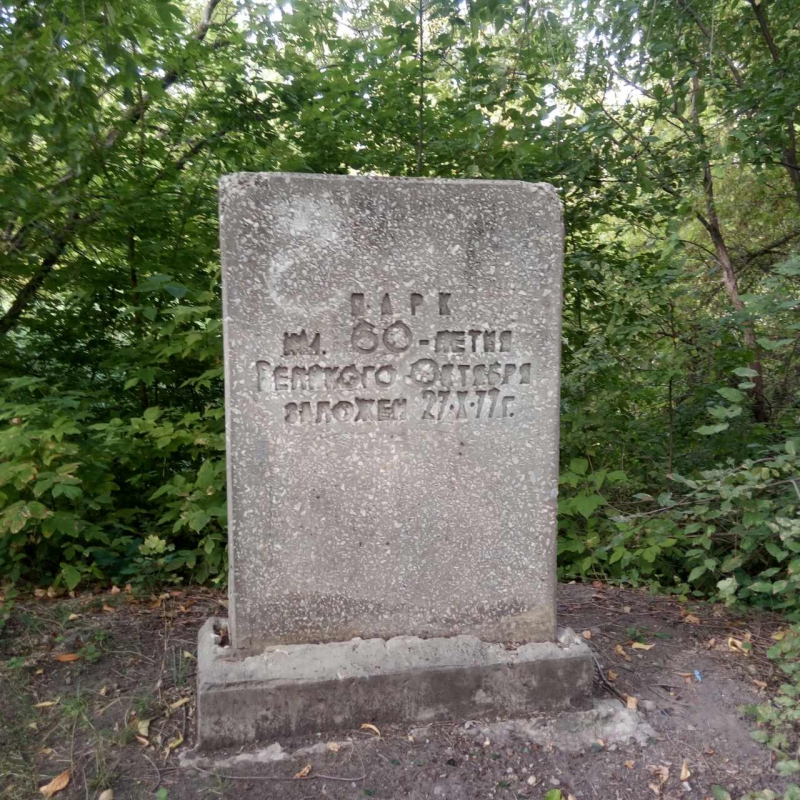 ПАРК
ИМ. 60-ЛЕТИЯ
ВЕЛИКОГО ОКТЯБРЯ
ЗАЛОЖЕН 27·X·77г.